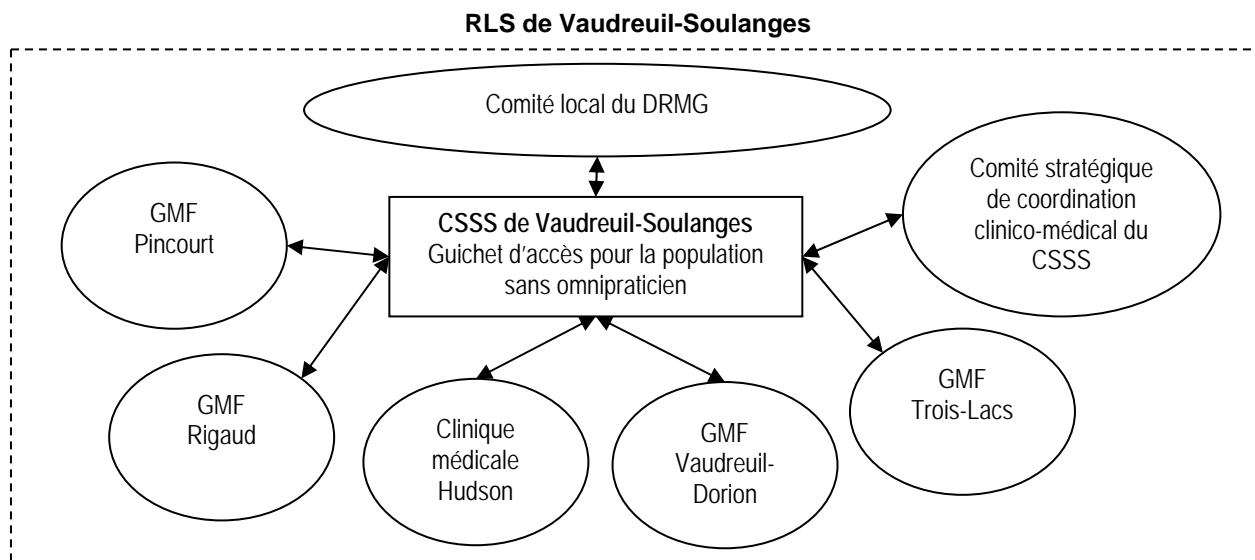 RLS de Vaudreuil-Soulanges
Comité local du DRMG
GMF
Pincourt
CSSS de Vaudreuil-Soulanges
Guichet d'accès pour la population
sans omnipraticien
Comité stratégique
de coordination
clinico-médical du
CSSS
GMF
Rigaud
Clinique
médicale
Hudson
GMF
Vaudreuil-
Dorion
GMF
Trois-Lacs